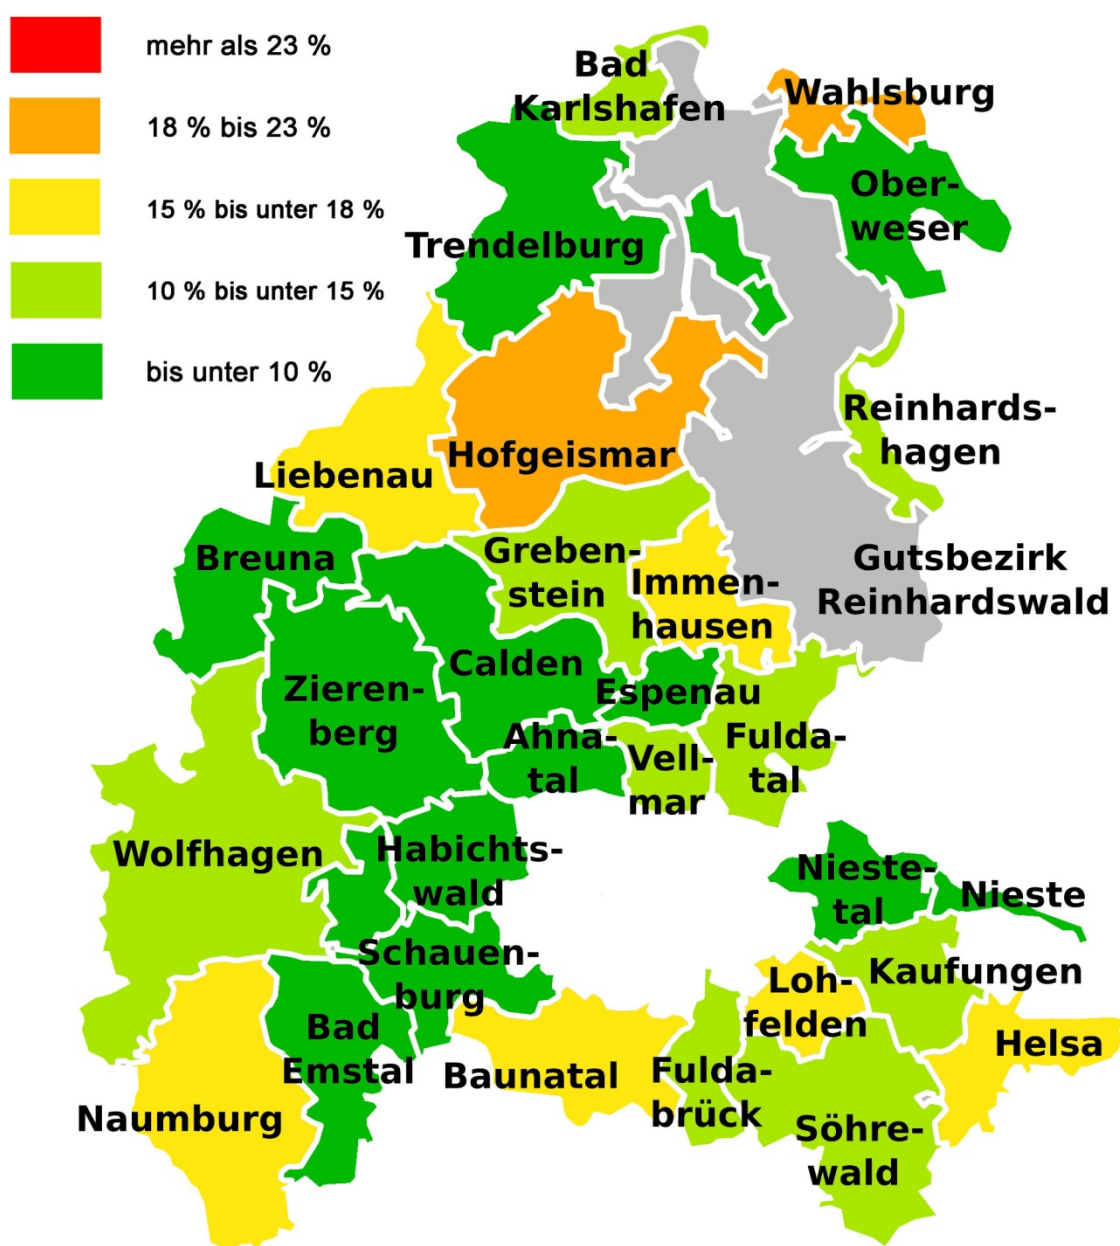 mehr als 23 %
18 % bis 23 %
15 % bis unter 18 %
10 % bis unter 15 %
bis unter 10 %
Bad
Karlshafen
Wahlsburg
Ober-
weser
Trendelburg
Reinhards-
hagen
Hofgeismar
Liebenau
Breuna
Greben-
stein
Immen-
hausen
Gutsbezirk
Reinhardswald
Calden
Zieren-
berg
Espenau
Ahna-
tal
Vell-
mar
Fulda-
tal
Wolfhagen
Habichts-
wald
Nieste-
tal
Nieste
Schauen-
burg
Loh-
felden
Kaufungen
Bad
Emstal
Helsa
Baunatal
Fulda-
brück
Naumburg
Söhre-
wald